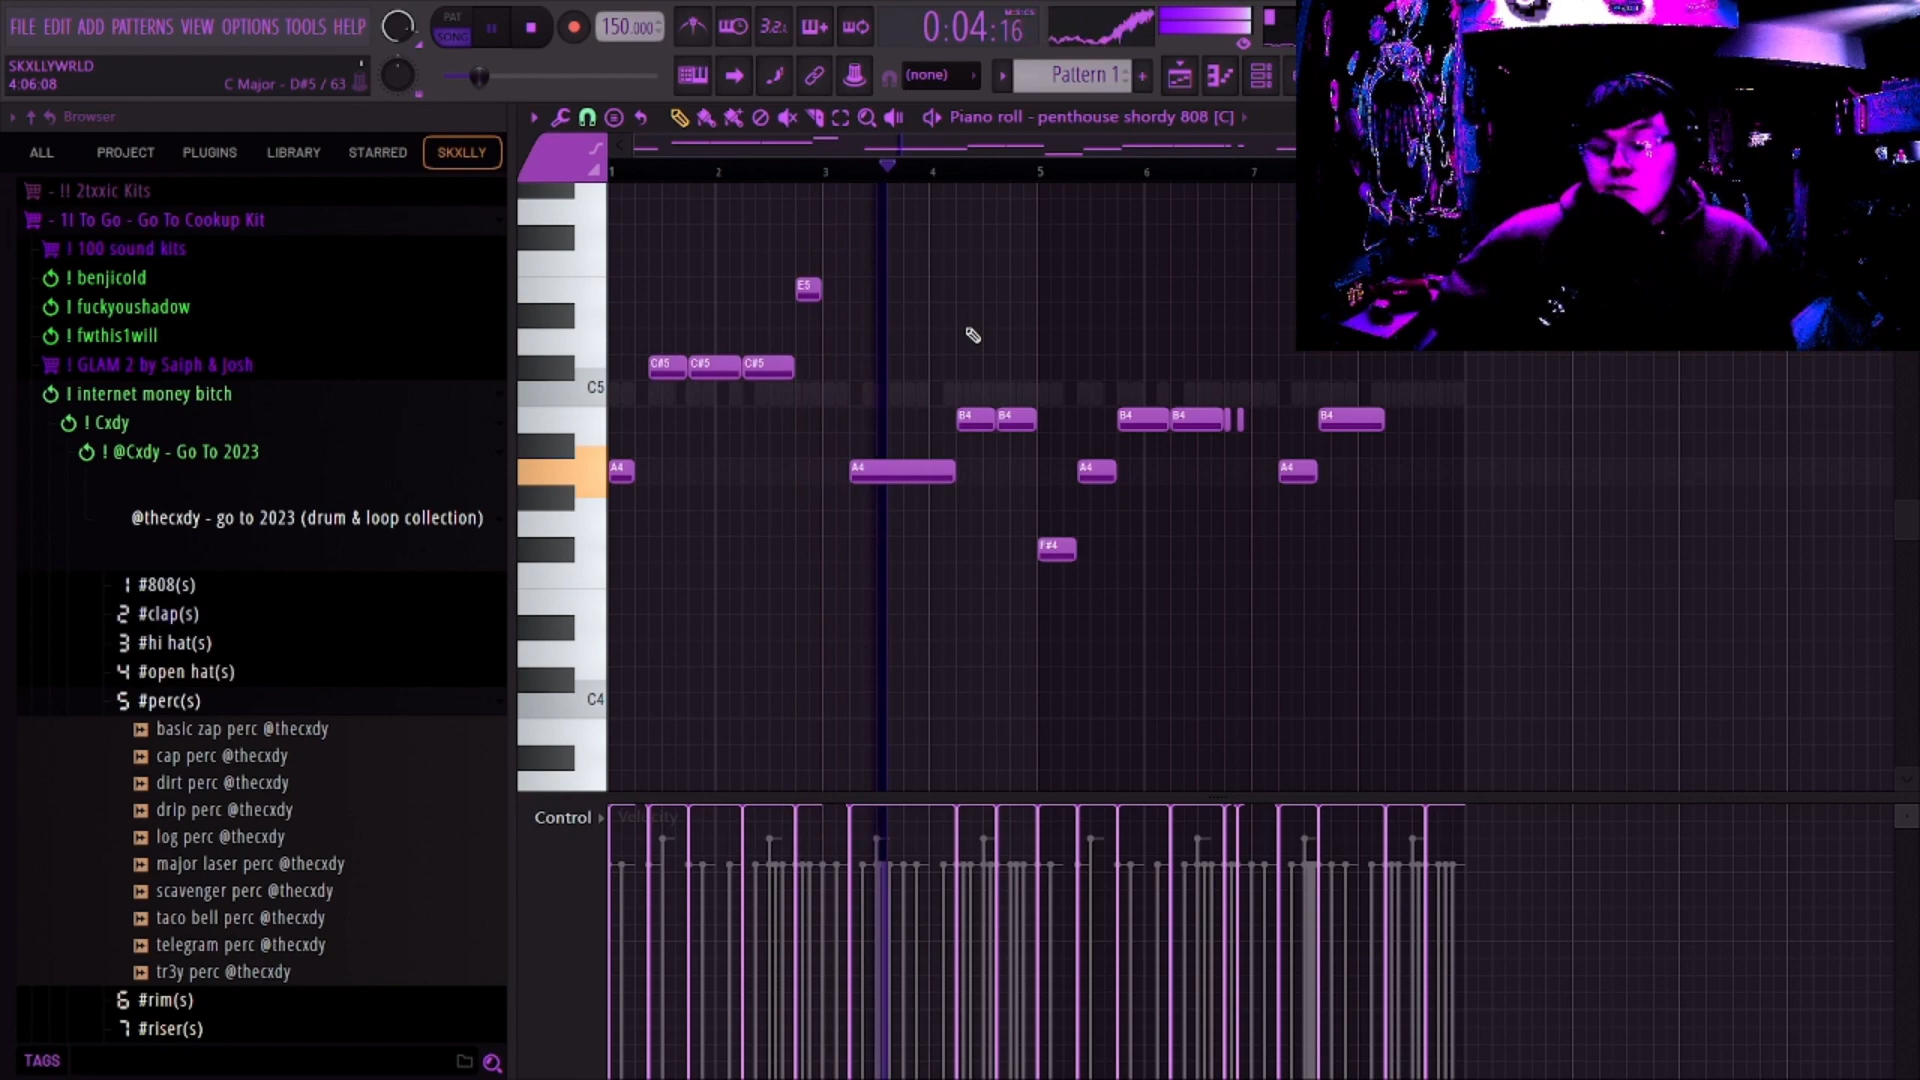 FILE EDIT ADD PATTERNS VIEW OPTIONS TOOLS HELP
PAT
SONG
150.000
3.2.1
0:04:16
M:S:CS
SKXLLYWRLD
4:06:08
C Major - D#5 / 63
(none)
Pattern 1
Browser
Piano roll - penthouse shordy 808 [C]
ALL PROJECT PLUGINS LIBRARY STARRED SKXLLY
1 2 3 4 5 6 7
- !! 2txxic Kits
- 1! To Go - Go To Cookup Kit
! 100 sound kits
! benjicold
! fuckyoushadow
! fwthis1will
! GLAM 2 by Saiph & Josh
! internet money bitch
! Cxdy
! @Cxdy - Go To 2023
@thecxdy - go to 2023 (drum & loop collection)
1 #808(s)
2 #clap(s)
3 #hi hat(s)
4 #open hat(s)
5 #perc(s)
basic zap perc @thecxdy
cap perc @thecxdy
dirt perc @thecxdy
drip perc @thecxdy
log perc @thecxdy
major laser perc @thecxdy
scavenger perc @thecxdy
taco bell perc @thecxdy
telegram perc @thecxdy
tr3y perc @thecxdy
6 #rim(s)
7 #riser(s)
TAGS
E5
C#5 C#5 C#5
C5
B4 B4 B4 B4 B4
A4 A4 A4 A4
F#4
C4
Control
Velocity